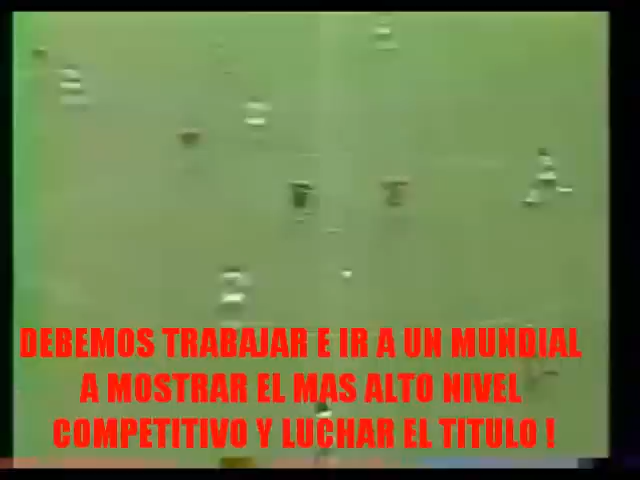 DEBEMOS TRABAJAR E IR A UN MUNDIAL
A MOSTRAR EL MAS ALTO NIVEL
COMPETITIVO Y LUCHAR EL TITULO !